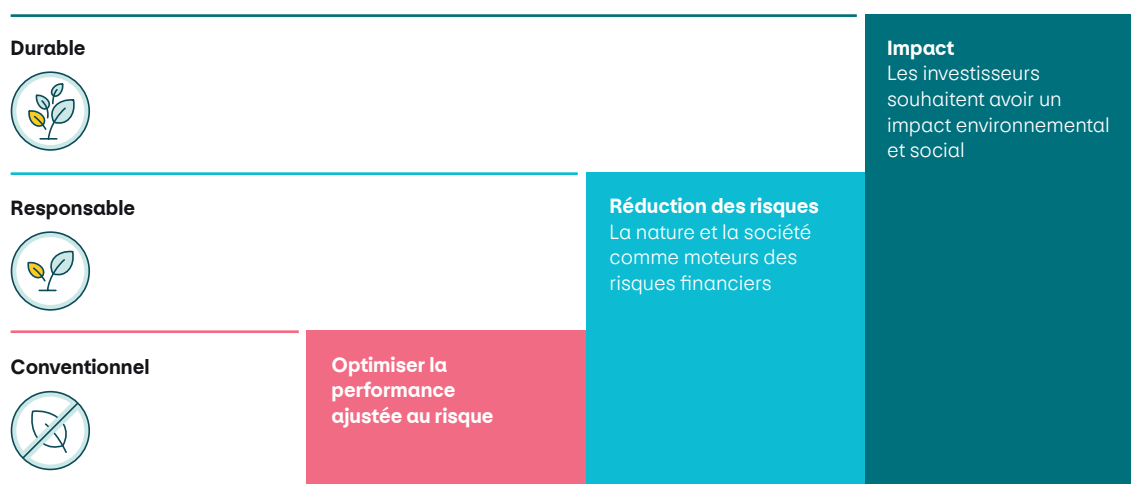 Durable
Impact
Les investisseurs
souhaitent avoir un
impact environnemental
et social
Responsable
Réduction des risques
La nature et la société
comme moteurs des
risques financiers
Conventionnel
Optimiser la
performance
ajustée au risque